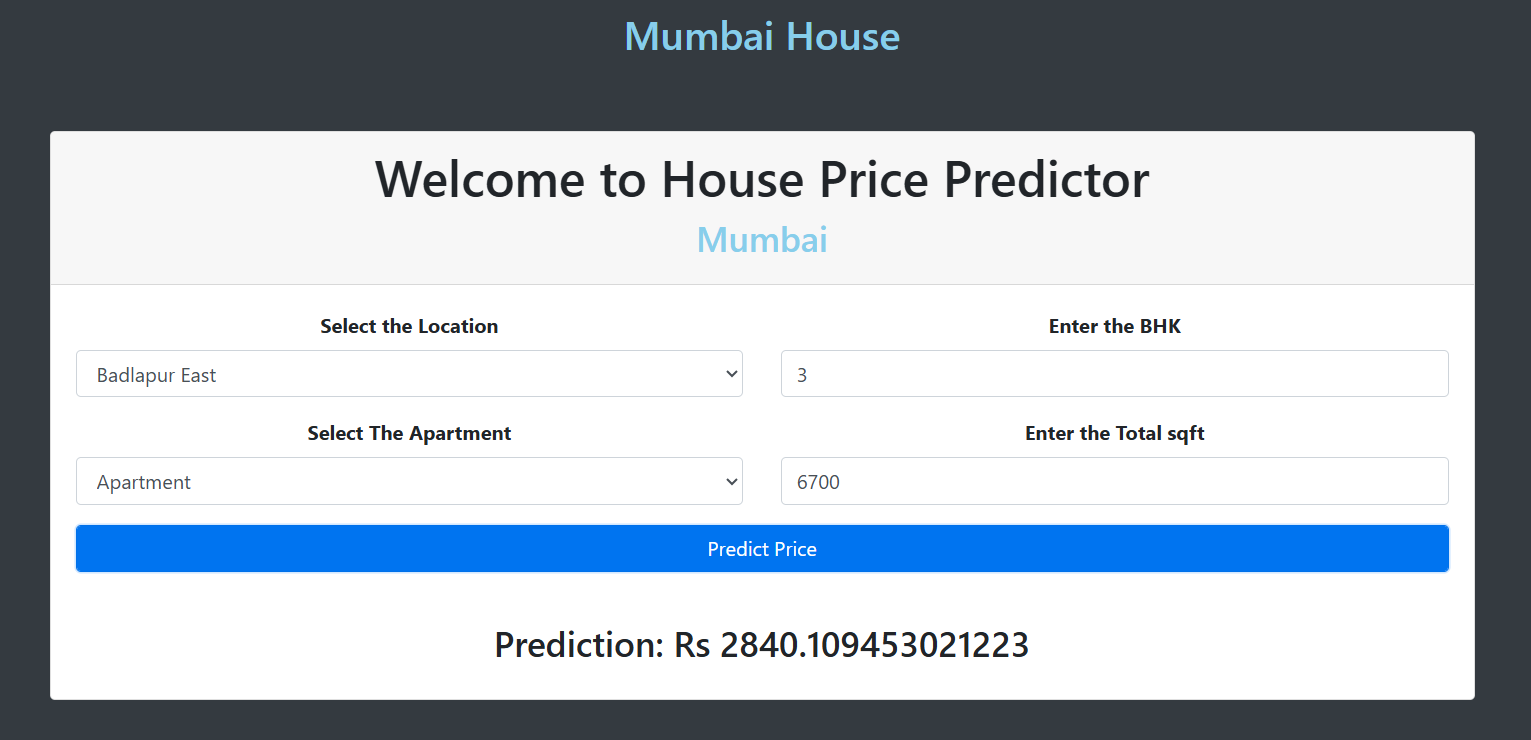 Mumbai House
Welcome to House Price Predictor
Mumbai
Select the Location
Badlapur East
Enter the BHK
3
Select The Apartment
Apartment
Enter the Total sqft
6700
Predict Price
Prediction: Rs 2840.109453021223